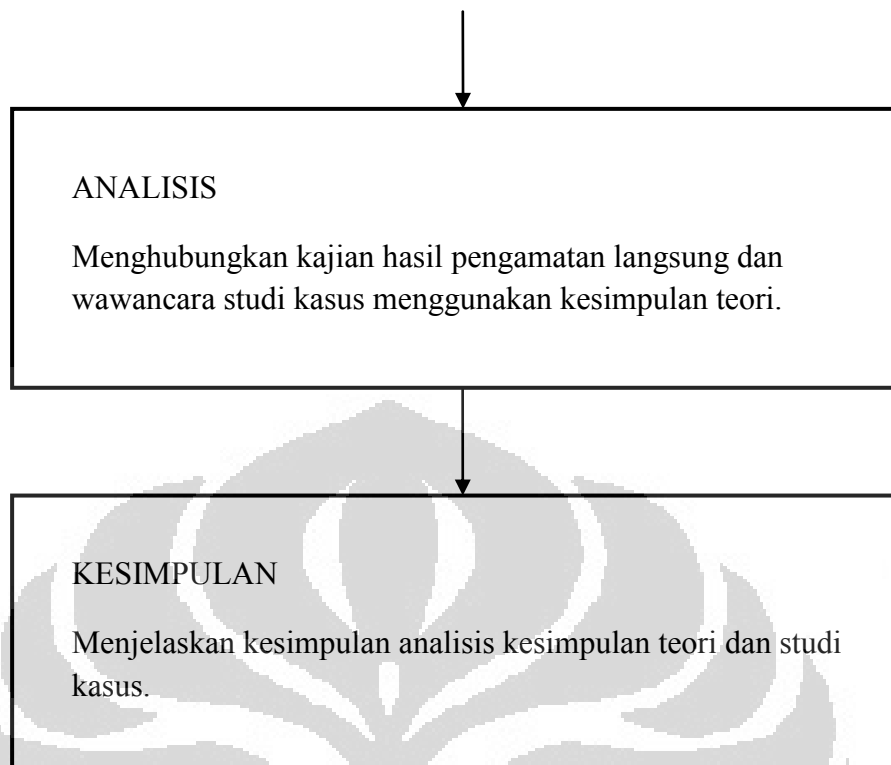 ANALISIS
Menghubungkan kajian hasil pengamatan langsung dan
wawancara studi kasus menggunakan kesimpulan teori.
KESIMPULAN
Menjelaskan kesimpulan analisis kesimpulan teori dan studi
kasus.